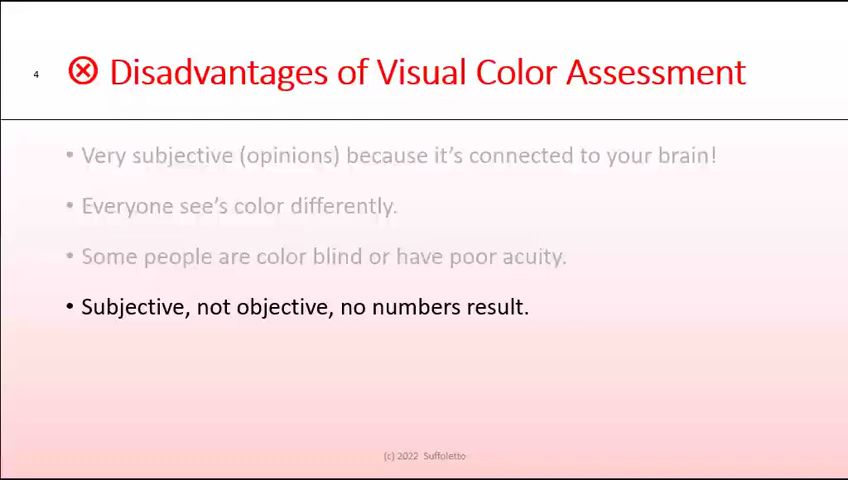 4
⊗ Disadvantages of Visual Color Assessment
• Very subjective (opinions) because it's connected to your brain!
• Everyone see's color differently.
• Some people are color blind or have poor acuity.
• Subjective, not objective, no numbers result.
(c) 2022 Suffoletto